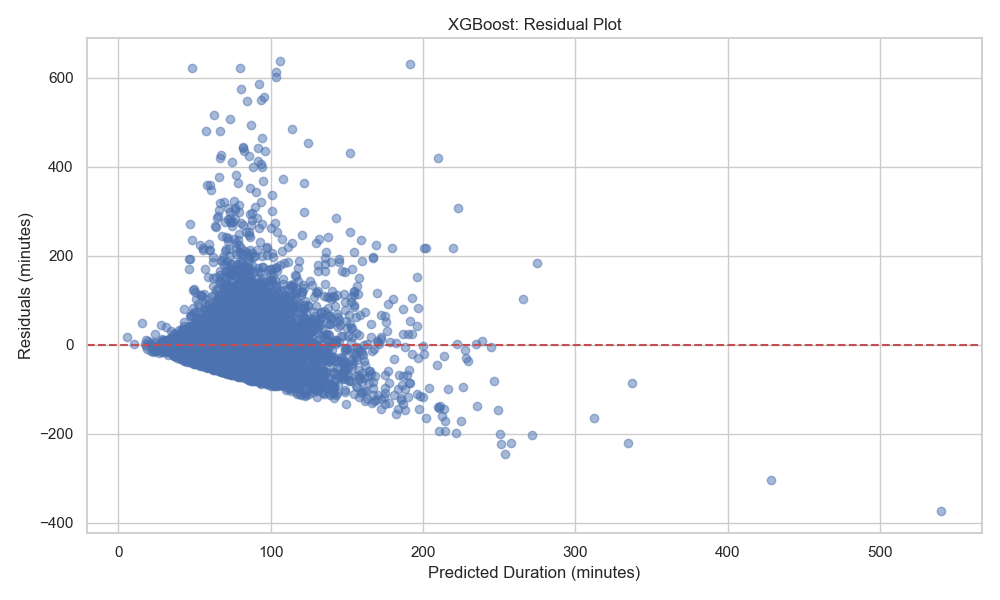 XGBoost: Residual Plot
600
400
200
0
−200
−400
Residuals (minutes)
0 100 200 300 400 500
Predicted Duration (minutes)